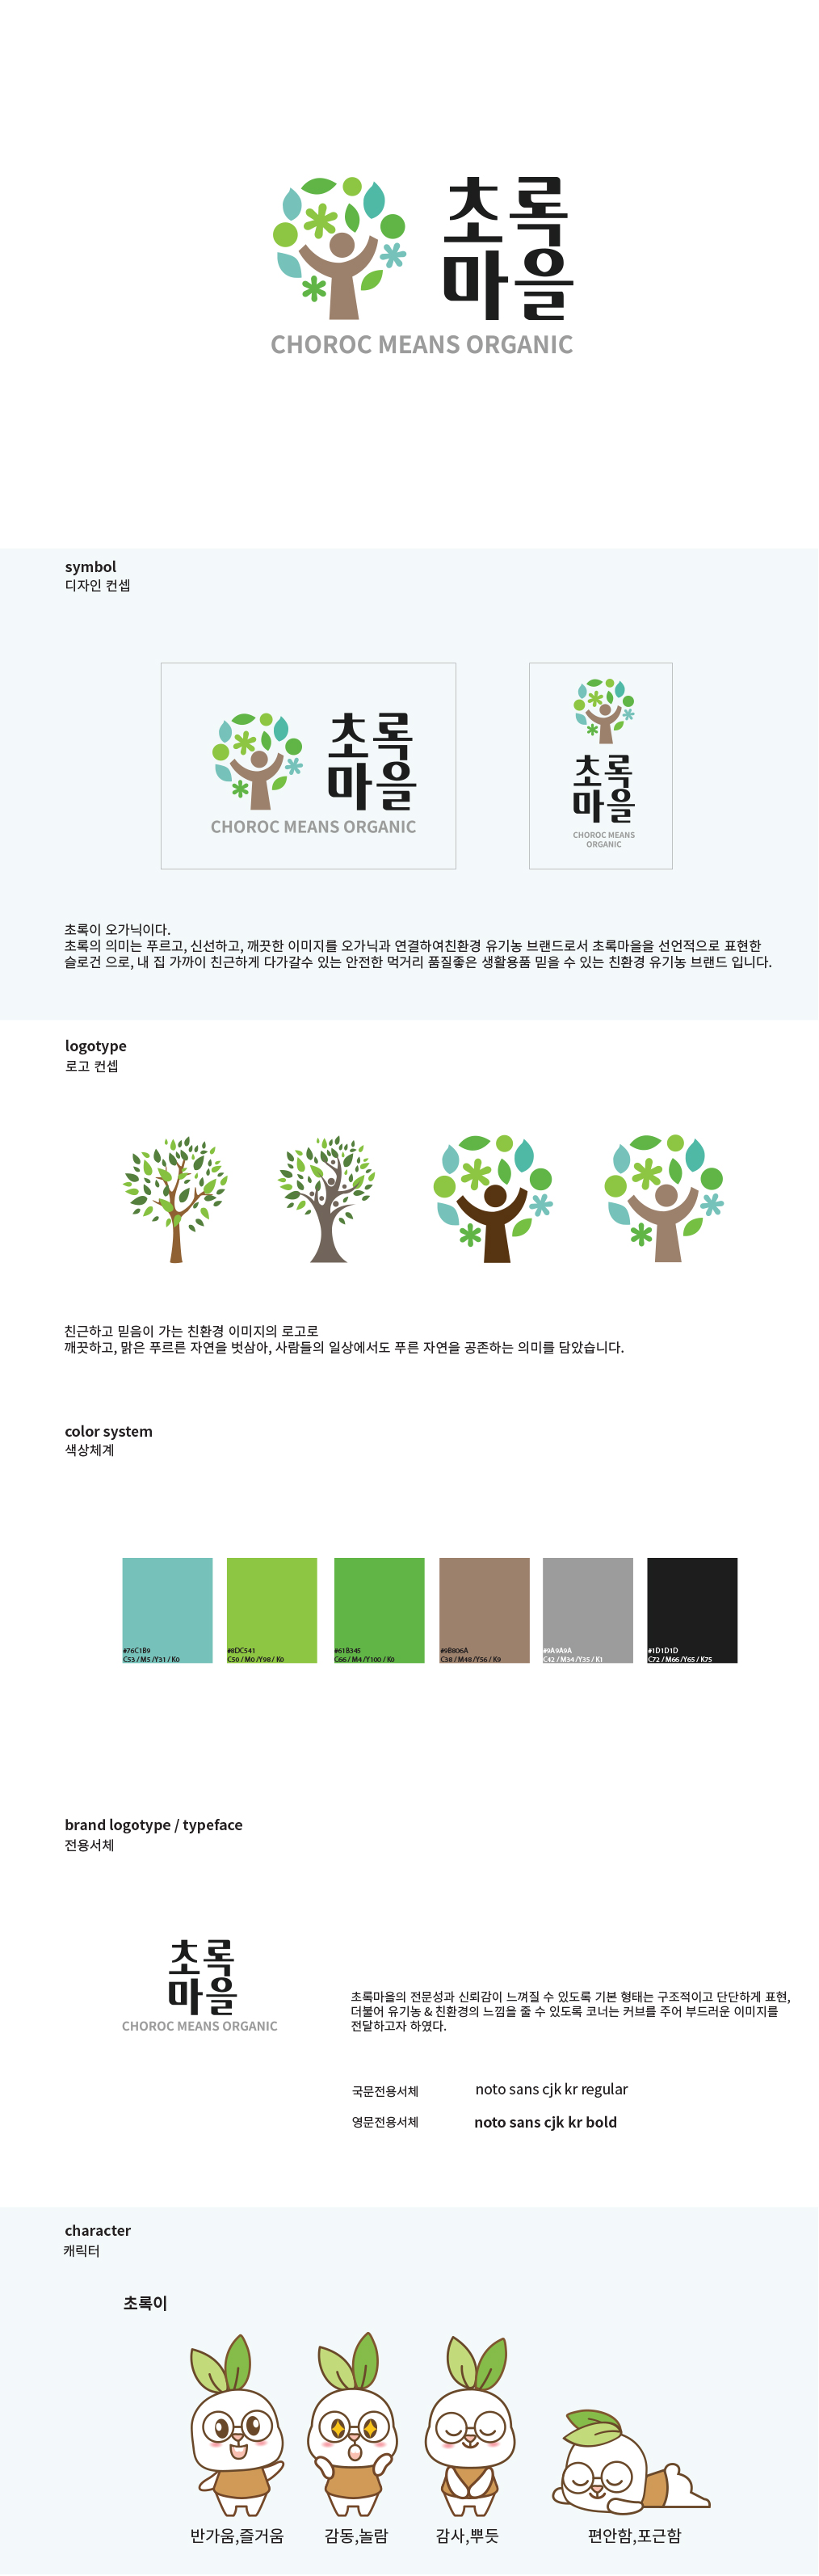 초록
마을
CHOROC MEANS ORGANIC
symbol
디자인 컨셉
초록
마을
CHOROC MEANS ORGANIC
초록
마을
CHOROC MEANS
ORGANIC
초록이 오가닉이다.
초록의 의미는 푸르고, 신선하고, 깨끗한 이미지를 오가닉과 연결하여친환경 유기농 브랜드로서 초록마을을 선언적으로 표현한
슬로건 으로, 내 집 가까이 친근하게 다가갈수 있는 안전한 먹거리 품질좋은 생활용품 믿을 수 있는 친환경 유기농 브랜드 입니다.
logotype
로고 컨셉
친근하고 믿음이 가는 친환경 이미지의 로고로
깨끗하고, 맑은 푸르른 자연을 벗삼아, 사람들의 일상에서도 푸른 자연을 공존하는 의미를 담았습니다.
color system
색상체계
#76C1B9
C53 / M5 / Y31 / K0
#8DC541
C50 / M0 / Y98 / K0
#61B345
C66 / M4 / Y100 / K0
#9B806A
C38 / M48 / Y56 / K9
#9A9A9A
C42 / M34 / Y35 / K1
#1D1D1D
C72 / M66 / Y65 / K75
brand logotype / typeface
전용서체
초록
마을
CHOROC MEANS ORGANIC
초록마을의 전문성과 신뢰감이 느껴질 수 있도록 기본 형태는 구조적이고 단단하게 표현,
더불어 유기농 & 친환경의 느낌을 줄 수 있도록 코너는 커브를 주어 부드러운 이미지를
전달하고자 하였다.
국문전용서체 noto sans cjk kr regular
영문전용서체 noto sans cjk kr bold
character
캐릭터
초록이
반가움,즐거움 감동,놀람 감사,뿌듯 편안함,포근함